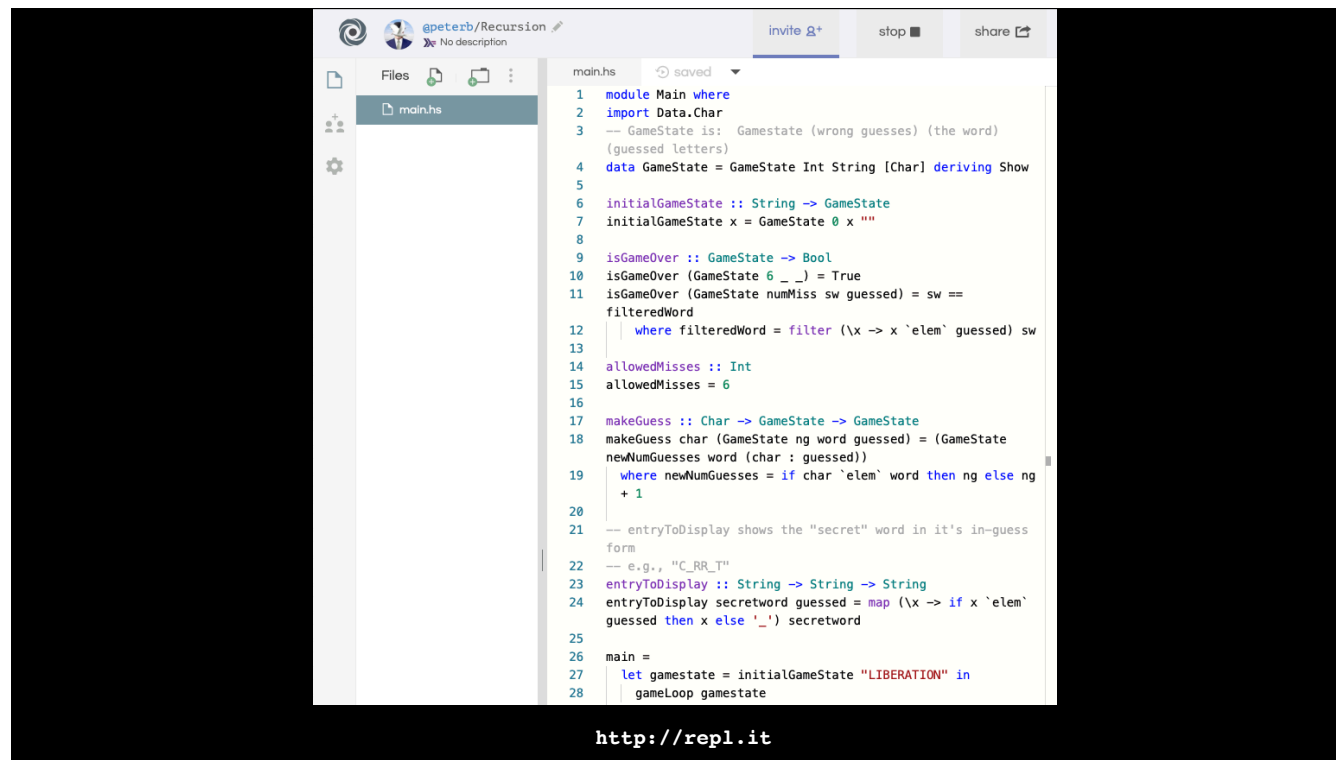 @peterb/Recursion
No description
invite
stop
share
Files
main.hs
main.hs
saved
1 module Main where
2 import Data.Char
3 -- GameState is:  Gamestate (wrong guesses) (the word)
(guessed letters)
4 data GameState = GameState Int String [Char] deriving Show
5
6 initialGameState :: String -> GameState
7 initialGameState x = GameState 0 x ""
8
9 isGameOver :: GameState -> Bool
10 isGameOver (GameState 6 _ _) = True
11 isGameOver (GameState numMiss sw guessed) = sw ==
filteredWord
12     where filteredWord = filter (\x -> x `elem` guessed) sw
13
14 allowedMisses :: Int
15 allowedMisses = 6
16
17 makeGuess :: Char -> GameState -> GameState
18 makeGuess char (GameState ng word guessed) = (GameState
newNumGuesses word (char : guessed))
19   where newNumGuesses = if char `elem` word then ng else ng
+ 1
20
21 -- entryToDisplay shows the "secret" word in it's in-guess
form
22 -- e.g., "C_RR_T"
23 entryToDisplay :: String -> String -> String
24 entryToDisplay secretword guessed = map (\x -> if x `elem`
guessed then x else '_') secretword
25
26 main =
27   let gamestate = initialGameState "LIBERATION" in
28     gameLoop gamestate
http://repl.it